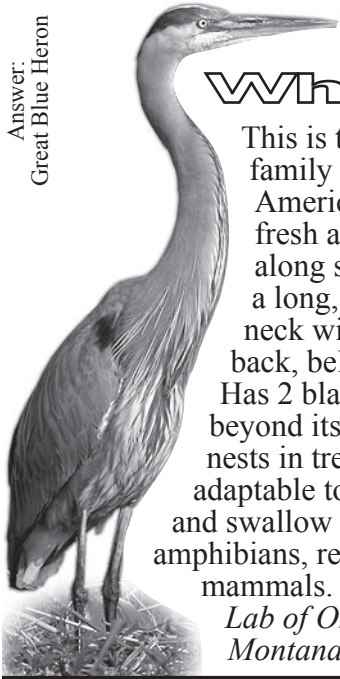 Answer:
Great Blue Heron
Wh
This is t
family
Americ
fresh a
along s
a long,
neck wi
back, bel
Has 2 bla
beyond its
nests in tre
adaptable to
and swallow
amphibians, re
mammals.
Lab of O
Montana